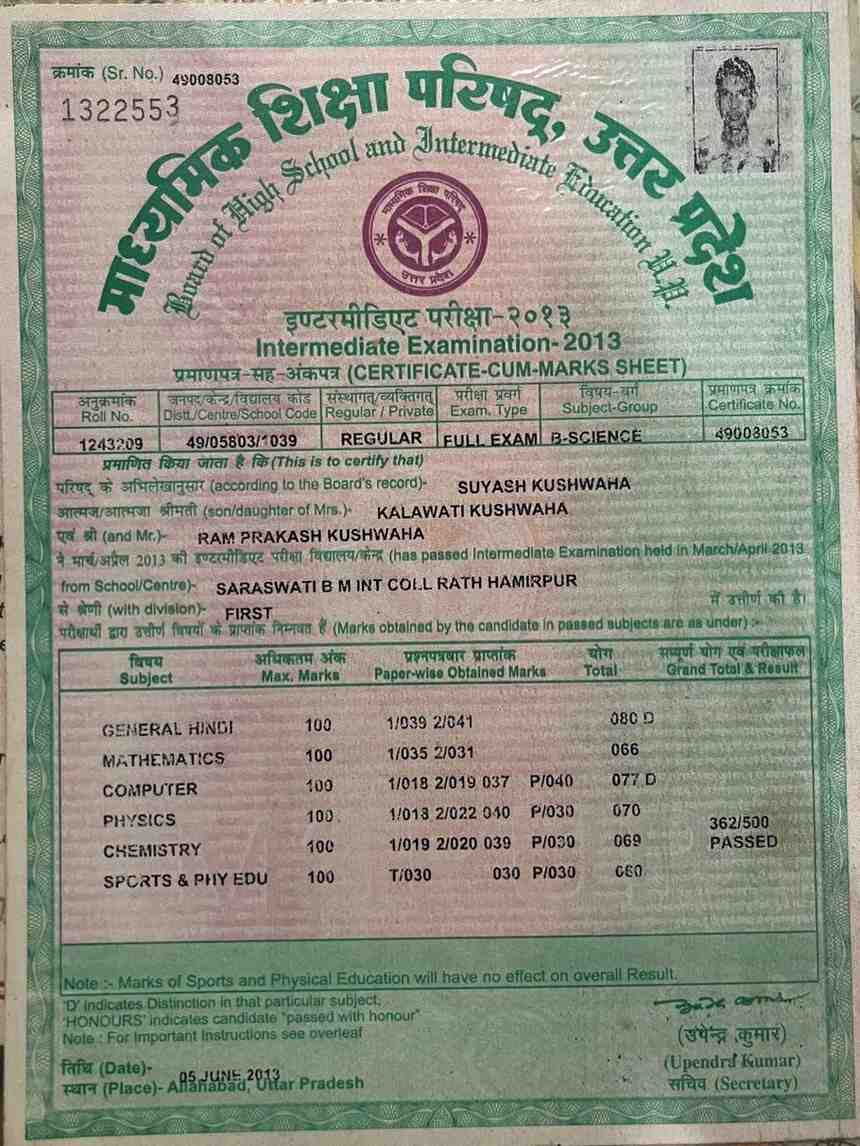 क्रमांक (Sr. No.) 49008053
1322553
माध्यमिक शिक्षा परिषद्, उत्तर प्रदेश
Board of High School and Intermediate Education U.P.
माध्यमिक शिक्षा परिषद्
उत्तर प्रदेश
इण्टरमीडिएट परीक्षा-२०१३
Intermediate Examination- 2013
प्रमाणपत्र-सह-अंकपत्र (CERTIFICATE-CUM-MARKS SHEET)
अनुक्रमांक जनपद/केन्द्र/विद्यालय कोड संस्थागत/व्यक्तिगत परीक्षा प्रवर्ग विषय-वर्ग प्रमाणपत्र क्रमांक
Roll No. Distt./Centre/School Code Regular / Private Exam. Type Subject-Group Certificate No.
1243209 49/05803/1039 REGULAR FULL EXAM B-SCIENCE 49008053
प्रमाणित किया जाता है कि (This is to certify that)
परिषद् के अभिलेखानुसार (according to the Board's record)- SUYASH KUSHWAHA
आत्मज/आत्मजा श्रीमती (son/daughter of Mrs.)- KALAWATI KUSHWAHA
एवं श्री (and Mr.)- RAM PRAKASH KUSHWAHA
ने मार्च/अप्रैल 2013 की इण्टरमीडिएट परीक्षा विद्यालय/केन्द्र (has passed Intermediate Examination held in March/April 2013
from School/Centre)- SARASWATI B M INT COLL RATH HAMIRPUR
से श्रेणी (with division)- FIRST में उत्तीर्ण की है।
परीक्षार्थी द्वारा उत्तीर्ण विषयों के प्राप्तांक निम्नवत हैं (Marks obtained by the candidate in passed subjects are as under) :-
विषय अधिकतम अंक प्रश्नपत्रवार प्राप्तांक योग सम्पूर्ण योग एवं परीक्षाफल
Subject Max. Marks Paper-wise Obtained Marks Total Grand Total & Result
GENERAL HINDI 100 1/039 2/041 080 D
MATHEMATICS 100 1/035 2/031 066
COMPUTER 100 1/018 2/019 037 P/040 077 D
PHYSICS 100 1/018 2/022 040 P/030 070
362/500
CHEMISTRY 100 1/019 2/020 039 P/030 069 PASSED
SPORTS & PHY EDU 100 T/030 030 P/030 060
Note :- Marks of Sports and Physical Education will have no effect on overall Result.
'D' indicates Distinction in that particular subject.
'HONOURS' indicates candidate "passed with honour"
Note : For Important Instructions see overleaf
(उपेन्द्र कुमार)
(Upendra Kumar)
सचिव (Secretary)
तिथि (Date)- 05 JUNE 2013
स्थान (Place)- Allahabad, Uttar Pradesh